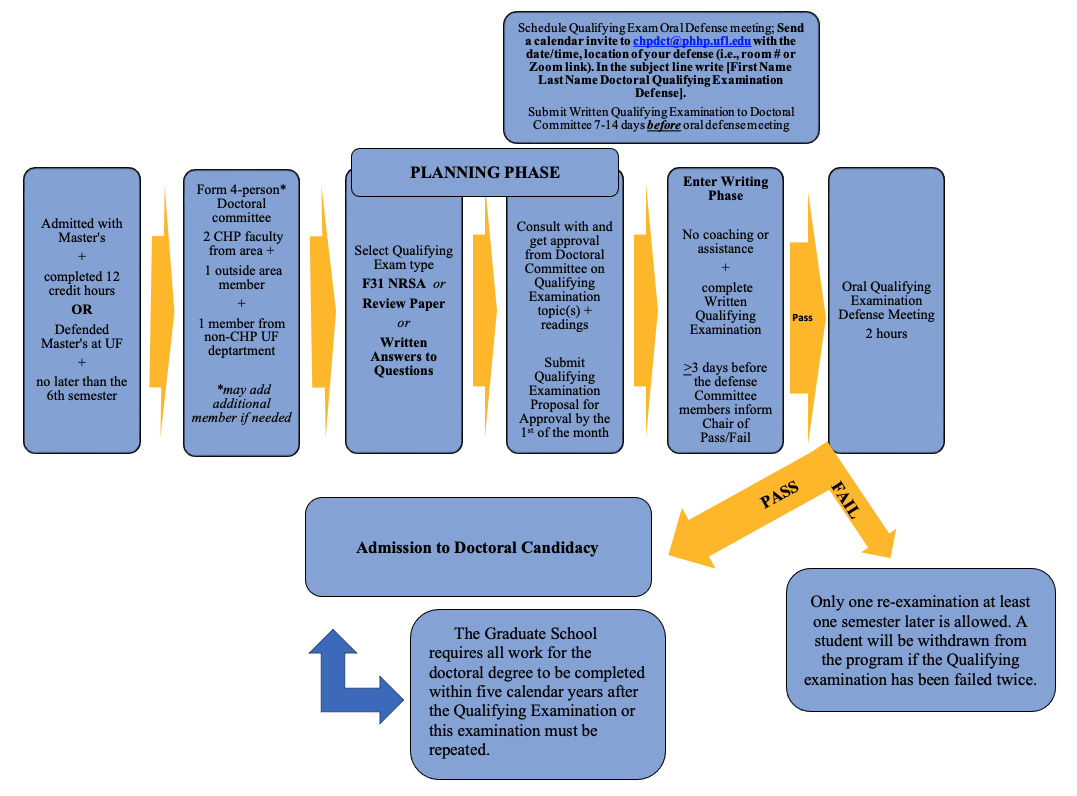 Schedule Qualifying Exam Oral Defense meeting; Send
a calendar invite to chpdct@phhp.ufl.edu with the
date/time, location of your defense (i.e., room # or
Zoom link). In the subject line write [First Name
Last Name Doctoral Qualifying Examination
Defense].
Submit Written Qualifying Examination to Doctoral
Committee 7-14 days before oral defense meeting
PLANNING PHASE
Admitted with
Master's
+
completed 12
credit hours
OR
Defended
Master's at UF
+
no later than the
6th semester
Form 4-person*
Doctoral
committee
2 CHP faculty
from area +
1 outside area
member
+
1 member from
non-CHP UF
deptartment
*may add
additional
member if needed
Select Qualifying
Exam type
F31 NRSA or
Review Paper
or
Written
Answers to
Questions
Consult with and
get approval
from Doctoral
Committee on
Qualifying
Examination
topic(s) +
readings
Submit
Qualifying
Examination
Proposal for
Approval by the
1st of the month
Enter Writing
Phase
No coaching or
assistance
+
complete
Written
Qualifying
Examination
>3 days before
the defense
Committee
members inform
Chair of
Pass/Fail
Pass
Oral Qualifying
Examination
Defense Meeting
2 hours
PASS
FAIL
Admission to Doctoral Candidacy
The Graduate School
requires all work for the
doctoral degree to be completed
within five calendar years after
the Qualifying Examination or
this examination must be
repeated.
Only one re-examination at least
one semester later is allowed. A
student will be withdrawn from
the program if the Qualifying
examination has been failed twice.